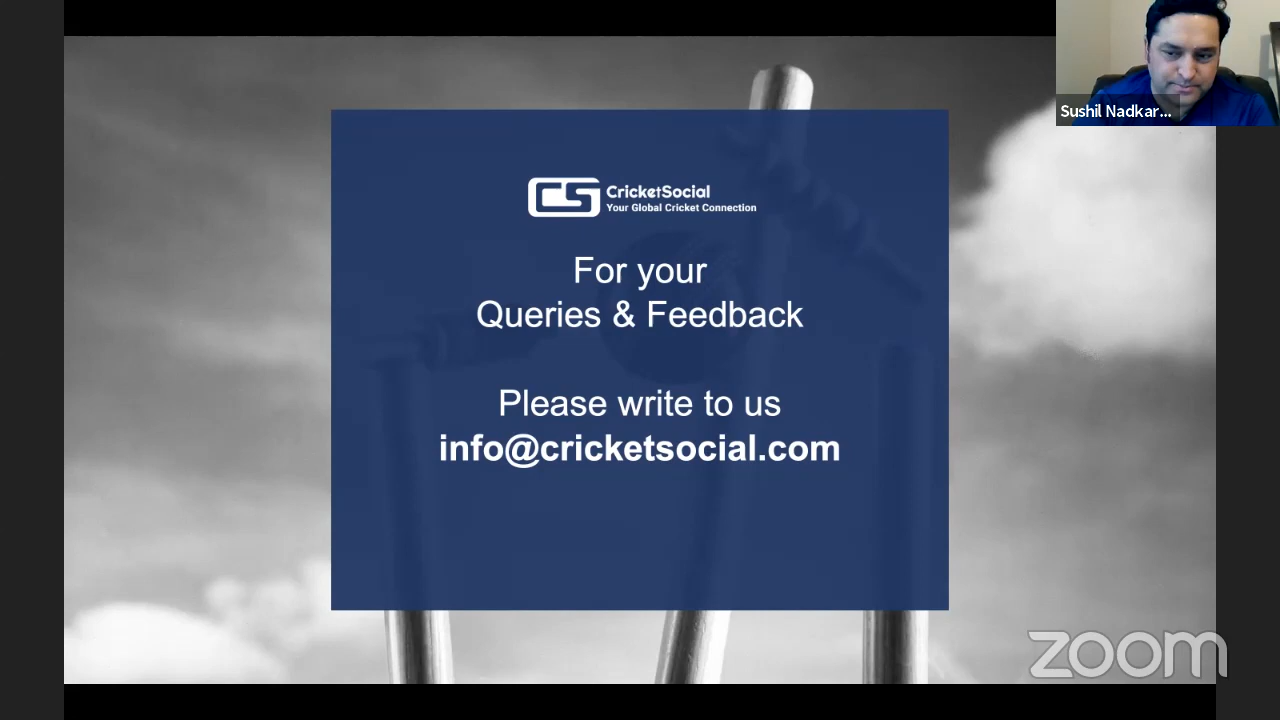 Sushil Nadkar...
CS CricketSocial
Your Global Cricket Connection
For your
Queries & Feedback
Please write to us
info@cricketsocial.com
zoom